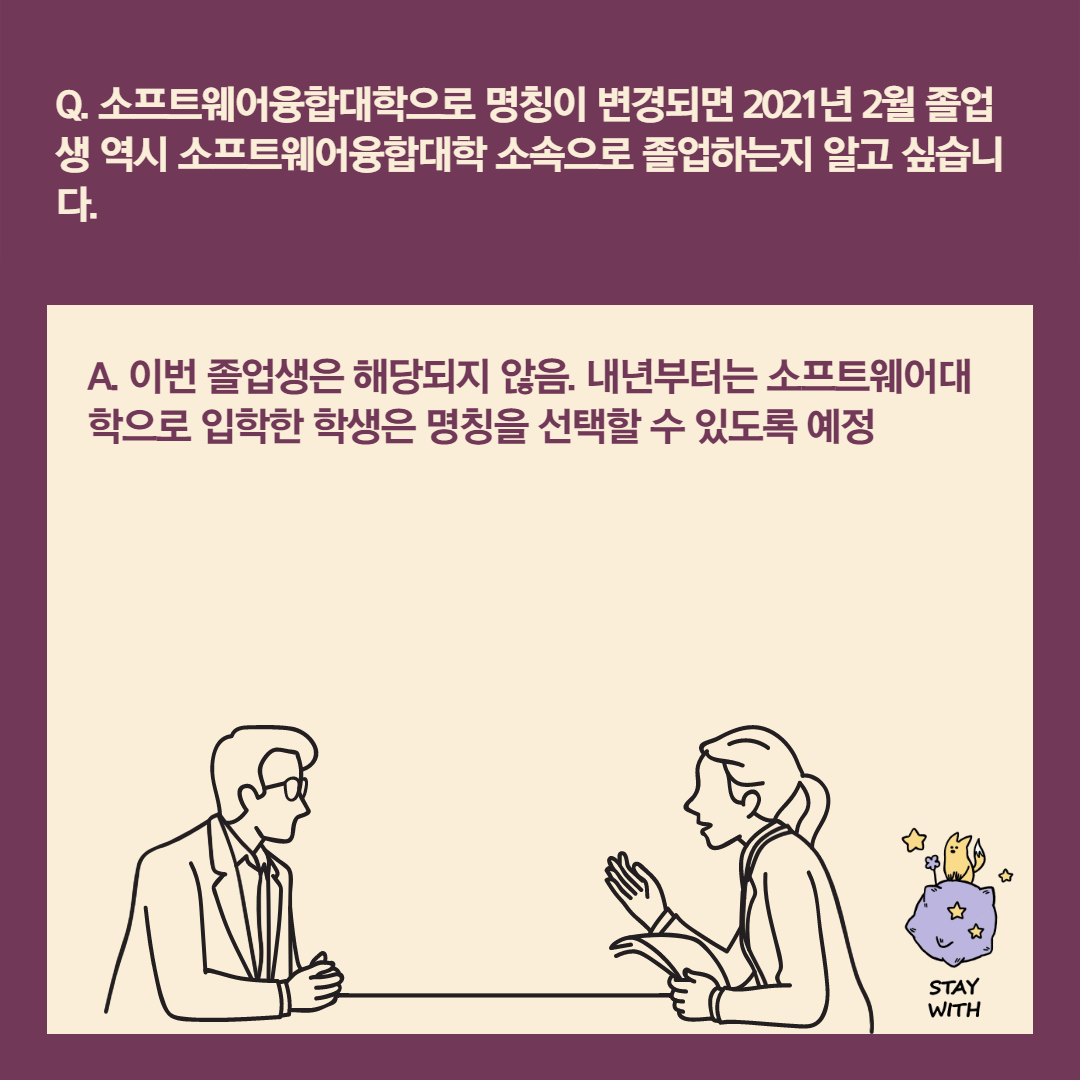 Q. 소프트웨어융합대학으로 명칭이 변경되면 2021년 2월 졸업
생 역시 소프트웨어융합대학 소속으로 졸업하는지 알고 싶습니
다.
A. 이번 졸업생은 해당되지 않음. 내년부터는 소프트웨어대
학으로 입학한 학생은 명칭을 선택할 수 있도록 예정
STAY
WITH